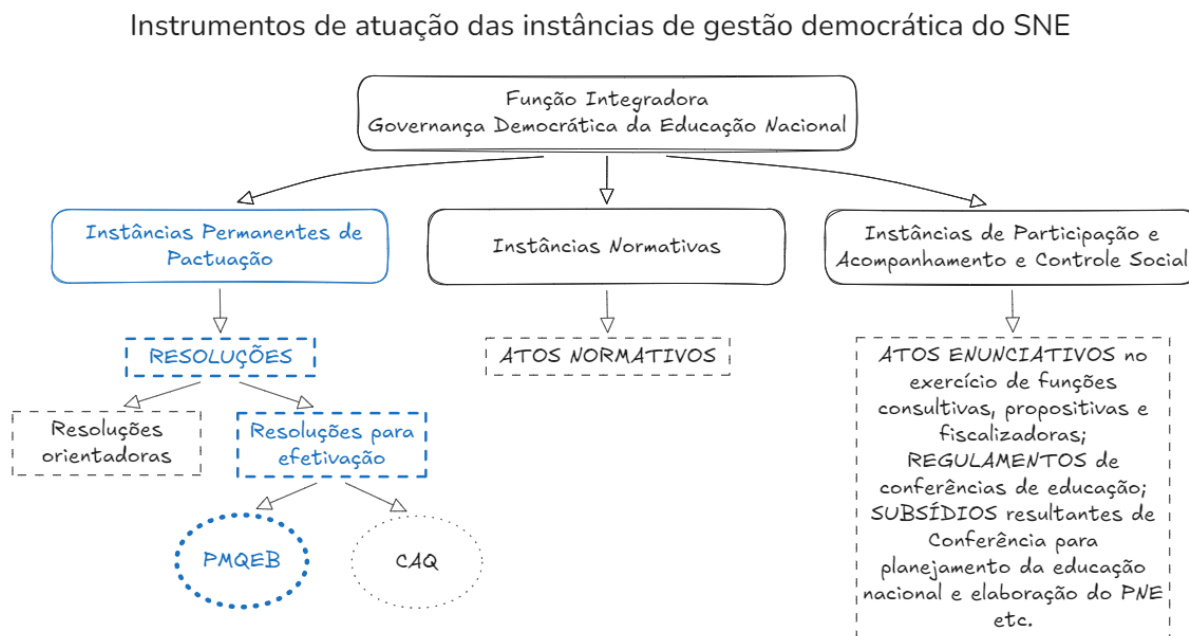 Instrumentos de atuação das instâncias de gestão democrática do SNE
Função Integradora
Governança Democrática da Educação Nacional
Instâncias Permanentes de
Pactuação
Instâncias Normativas
Instâncias de Participação e
Acompanhamento e Controle Social
RESOLUÇÕES
ATOS NORMATIVOS
ATOS ENUNCIATIVOS no
exercício de funções
consultivas, propositivas e
fiscalizadoras;
REGULAMENTOS de
conferências de educação;
SUBSÍDIOS resultantes de
Conferência para
planejamento da educação
nacional e elaboração do PNE
etc.
Resoluções
orientadoras
Resoluções para
efetivação
PMQEB
CAQ